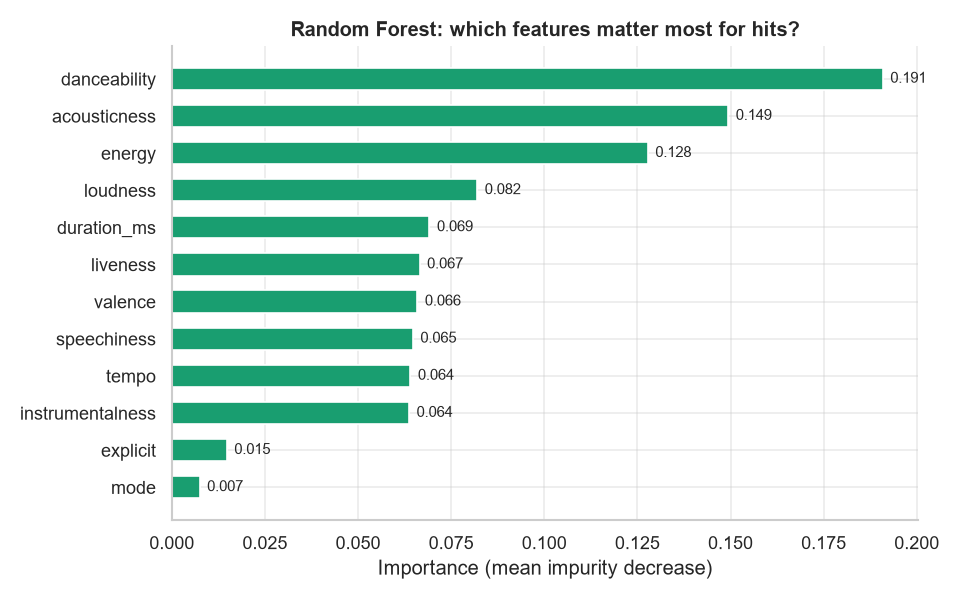 Random Forest: which features matter most for hits?
danceability 0.191
acousticness 0.149
energy 0.128
loudness 0.082
duration_ms 0.069
liveness 0.067
valence 0.066
speechiness 0.065
tempo 0.064
instrumentalness 0.064
explicit 0.015
mode 0.007
0.000 0.025 0.050 0.075 0.100 0.125 0.150 0.175 0.200
Importance (mean impurity decrease)